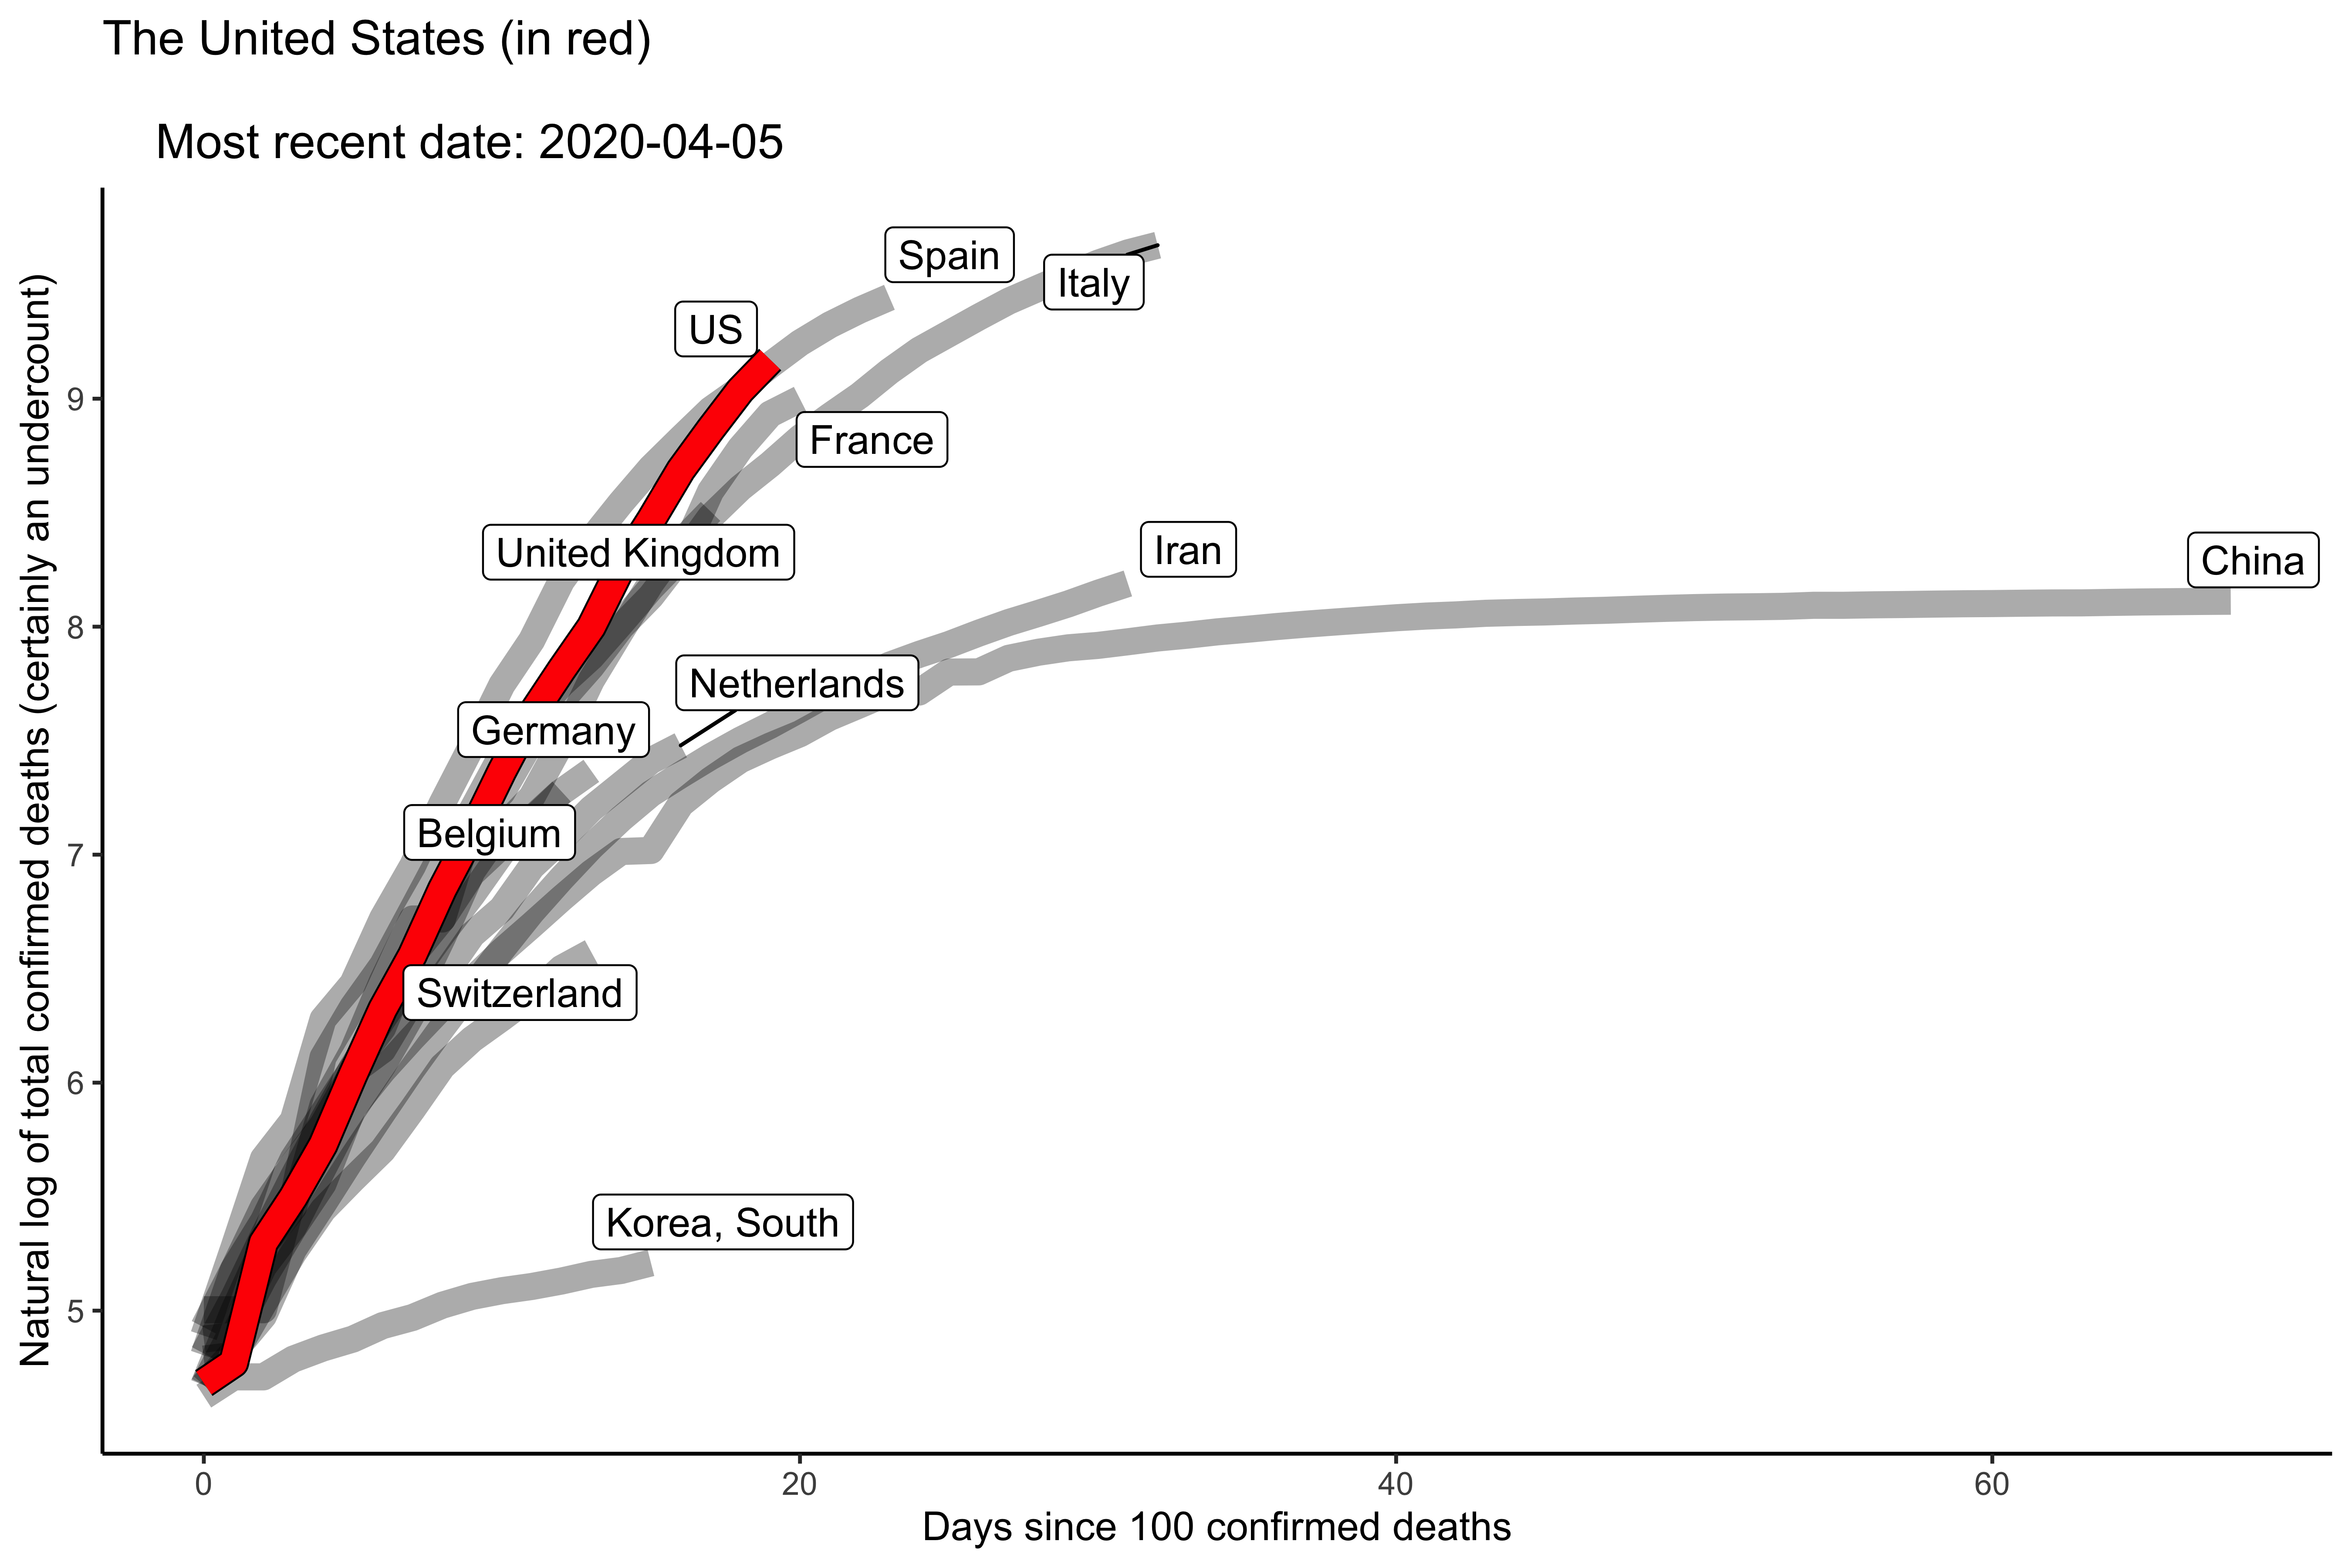 The United States (in red)
Most recent date: 2020-04-05
Natural log of total confirmed deaths (certainly an undercount)
9
8
7
6
5
Spain
Italy
US
France
United Kingdom
Iran
China
Netherlands
Germany
Belgium
Switzerland
Korea, South
0
20
40
60
Days since 100 confirmed deaths